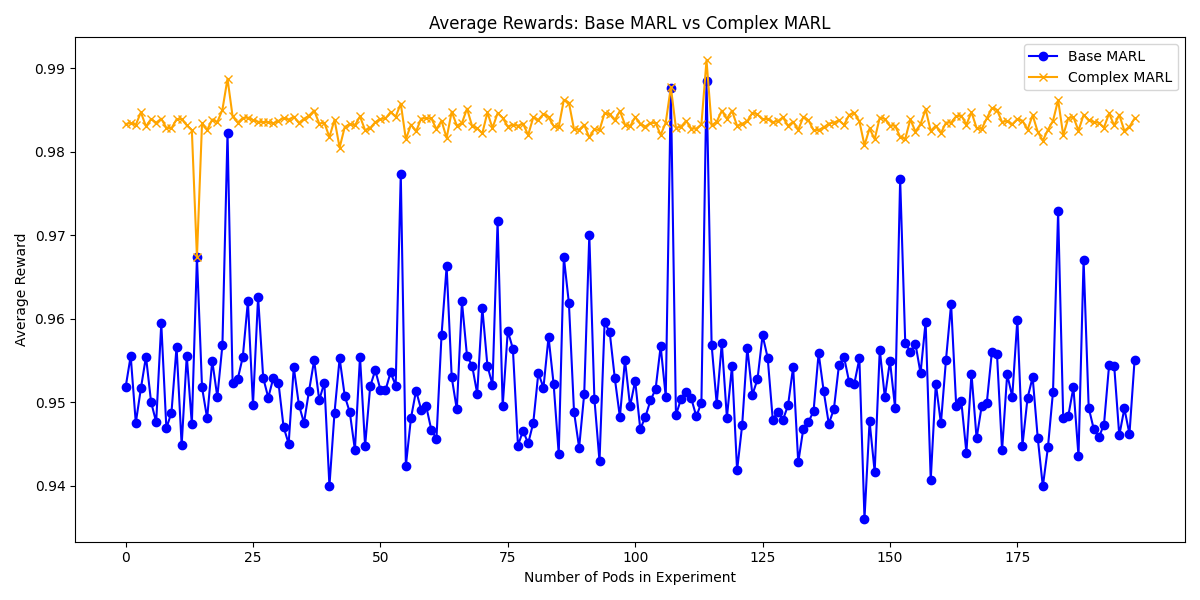 Average Rewards: Base MARL vs Complex MARL
Base MARL
Complex MARL
Average Reward
0.99
0.98
0.97
0.96
0.95
0.94
0
25
50
75
100
125
150
175
Number of Pods in Experiment